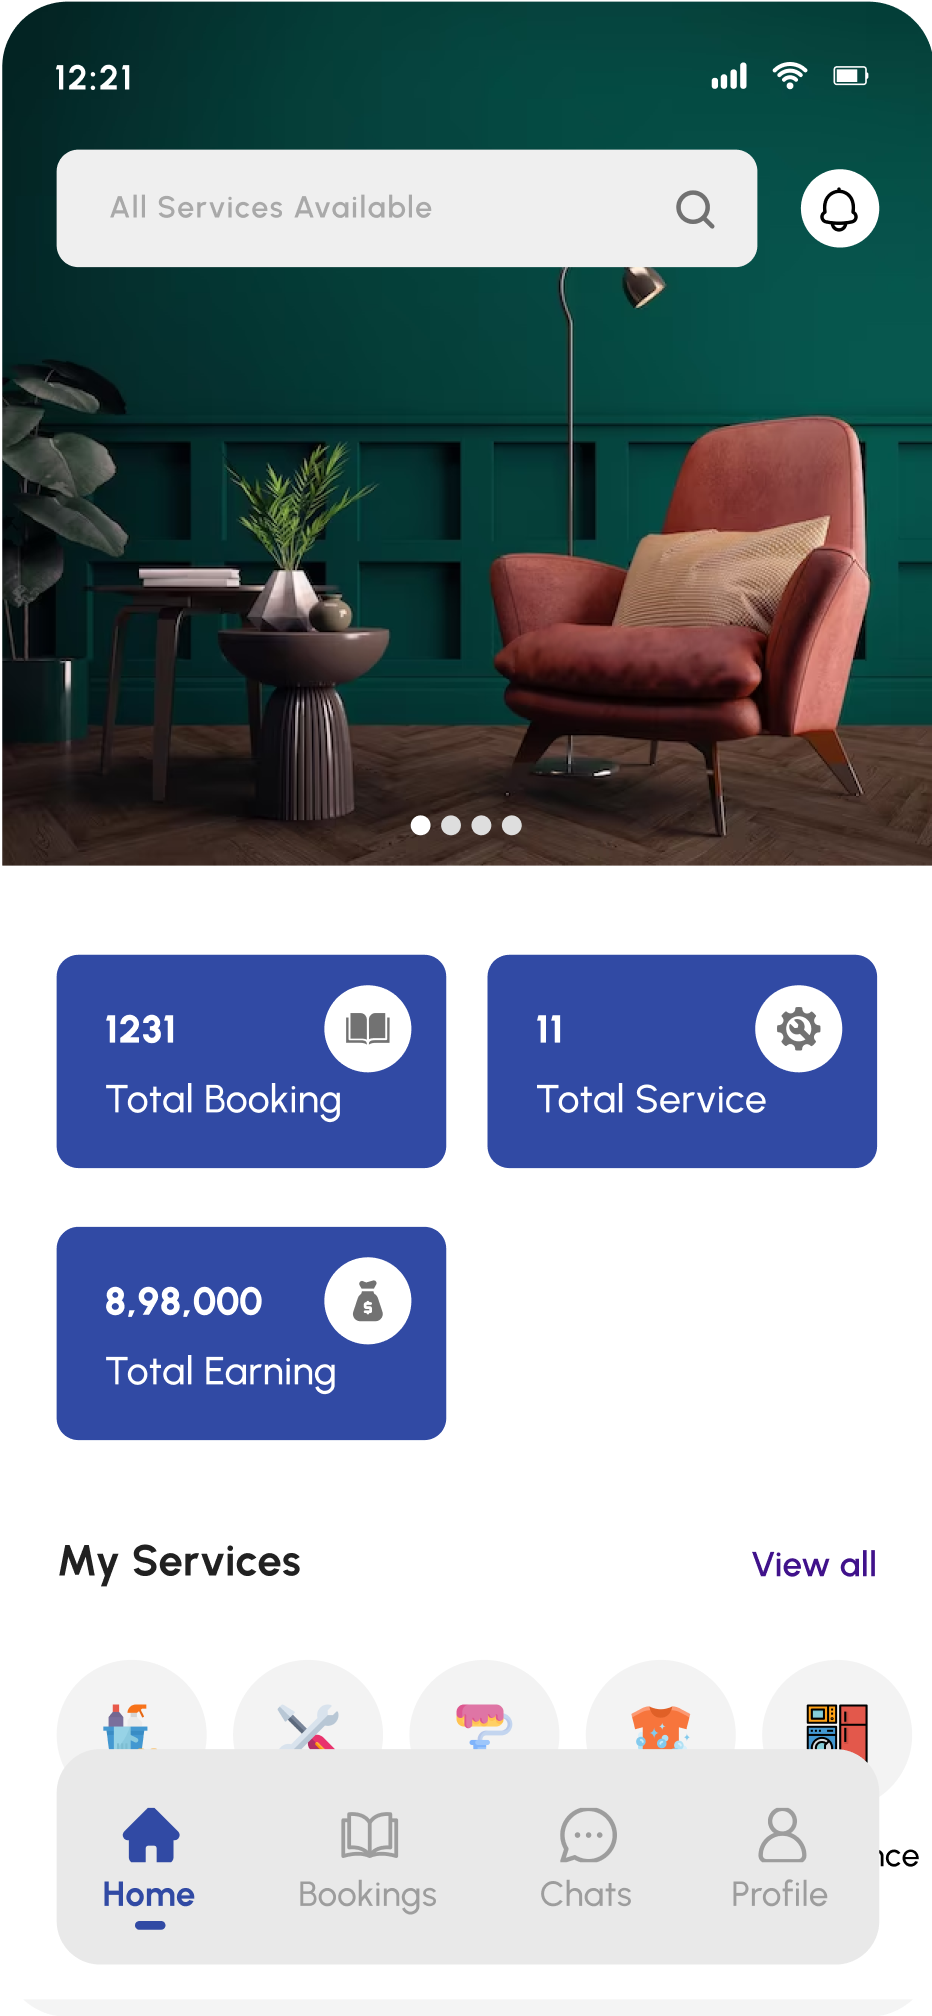 12:21
All Services Available
1231
Total Booking
11
Total Service
8,98,000
Total Earning
My Services
View all
Home
Bookings
Chats
Profile